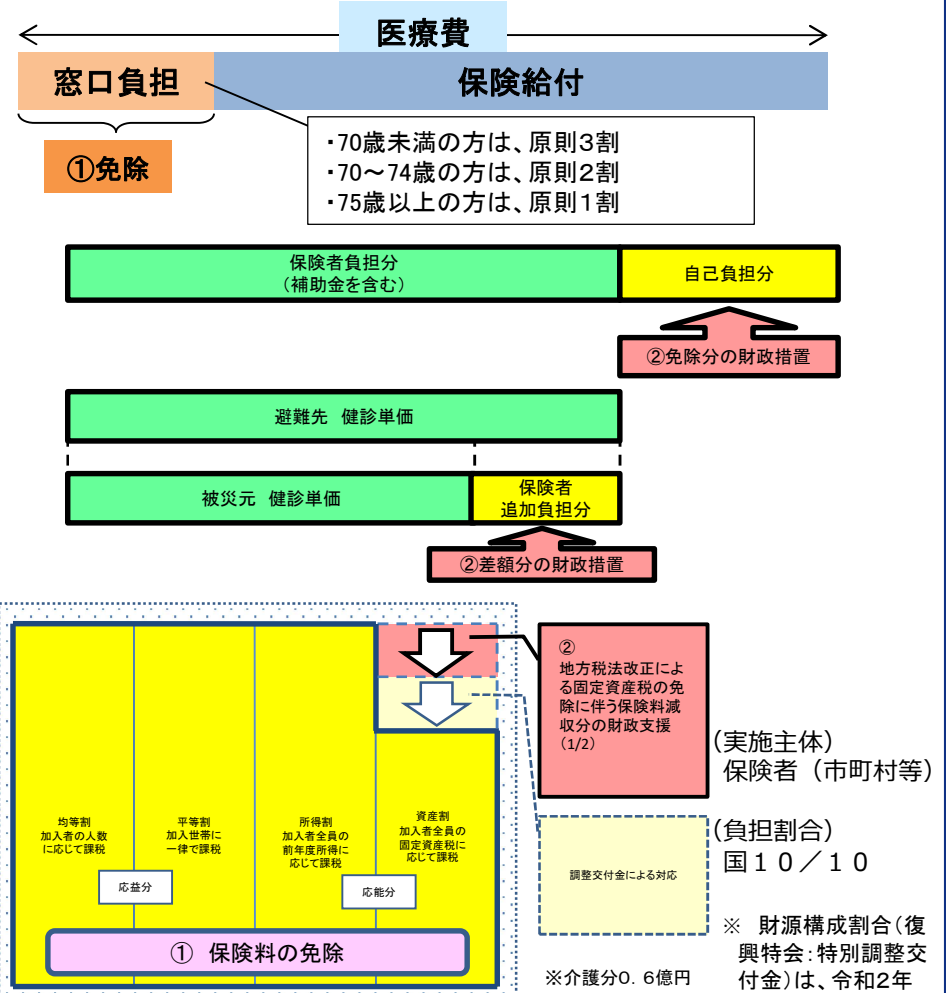 医療費
窓口負担
保険給付
①免除
・70歳未満の方は、原則3割
・70～74歳の方は、原則2割
・75歳以上の方は、原則1割
保険者負担分
（補助金を含む）
自己負担分
②免除分の財政措置
避難先 健診単価
被災元 健診単価
保険者
追加負担分
②差額分の財政措置
②
地方税法改正によ
る固定資産税の免
除に伴う保険料減
収分の財政支援
(1/2)
（実施主体）
保険者（市町村等）
均等割
加入者の人数
に応じて課税
平等割
加入世帯に
一律で課税
所得割
加入者全員の
前年度所得に
応じて課税
資産割
加入者全員の
固定資産税に
応じて課税
応益分
応能分
① 保険料の免除
調整交付金による対応
（負担割合）
国１０／１０
※介護分0.6億円
※ 財源構成割合（復
興特会：特別調整交
付金）は、令和2年